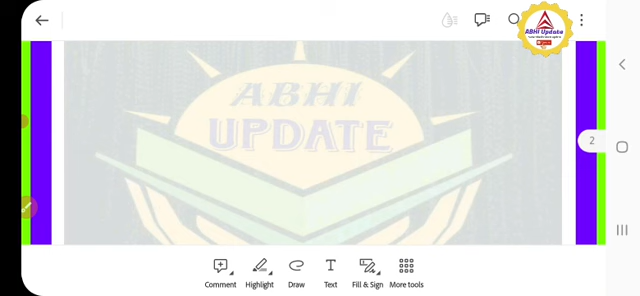 ABHI Update
ABHI
UPDATE
2
Comment
Highlight
Draw
Text
Fill & Sign
More tools